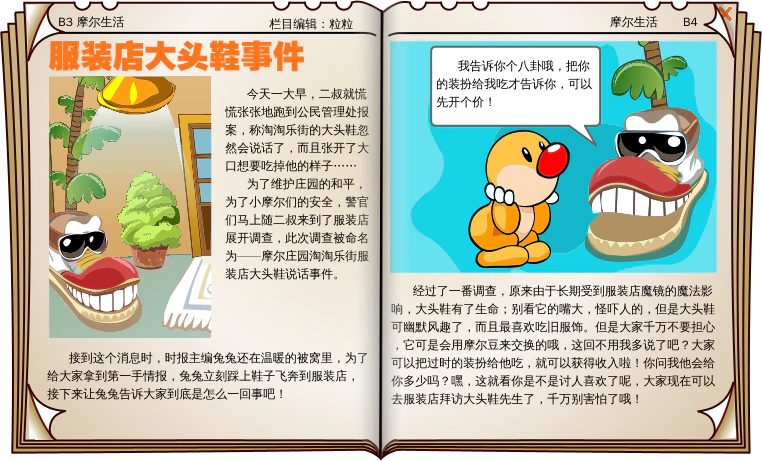 B3 摩尔生活
栏目编辑：粒粒
服装店大头鞋事件
今天一大早，二叔就慌
慌张张地跑到公民管理处报
案，称淘淘乐街的大头鞋忽
然会说话了，而且张开了大
口想要吃掉他的样子……
为了维护庄园的和平，
为了小摩尔们的安全，警官
们马上随二叔来到了服装店
展开调查，此次调查被命名
为——摩尔庄园淘淘乐街服
装店大头鞋说话事件。
接到这个消息时，时报主编兔兔还在温暖的被窝里，为了
给大家拿到第一手情报，兔兔立刻踩上鞋子飞奔到服装店，
接下来让兔兔告诉大家到底是怎么一回事吧！
摩尔生活
B4
我告诉你个八卦哦，把你
的装扮给我吃才告诉你，可以
先开个价！
经过了一番调查，原来由于长期受到服装店魔镜的魔法影
响，大头鞋有了生命；别看它的嘴大，怪吓人的，但是大头鞋
可幽默风趣了，而且最喜欢吃旧服饰。但是大家千万不要担心
，它可是会用摩尔豆来交换的哦，这回不用我多说了吧？大家
可以把过时的装扮给他吃，就可以获得收入啦！你问我他会给
你多少吗？嘿，这就看你是不是讨人喜欢了呢，大家现在可以
去服装店拜访大头鞋先生了，千万别害怕了哦！